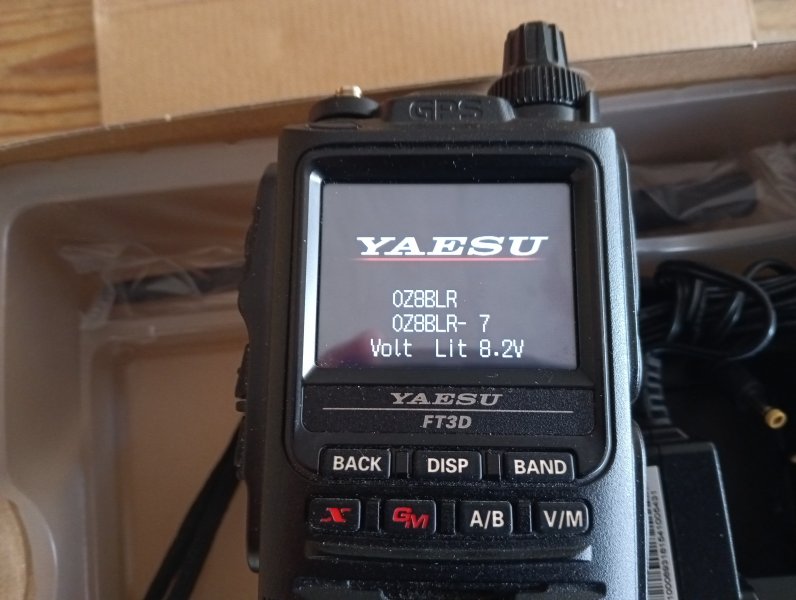 GPS
YAESU
OZ8BLR
OZ8BLR- 7
Volt Lit 8.2V
YAESU
FT3D
BACK DISP BAND
X GM A/B V/M